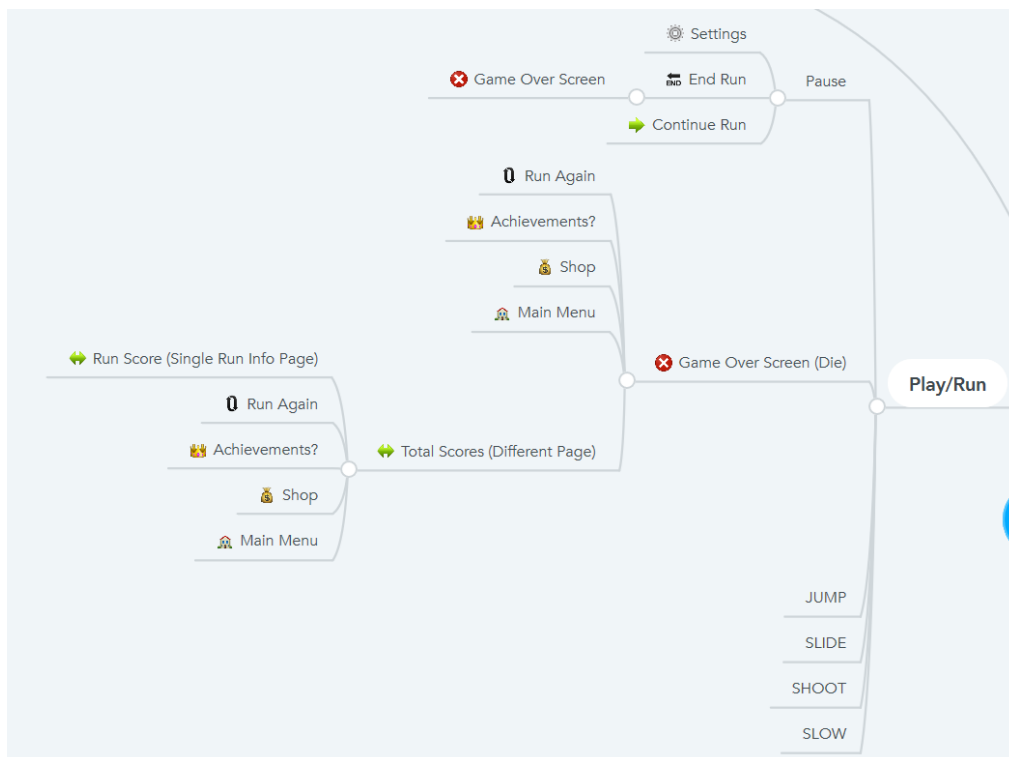 Settings
Game Over Screen
END End Run
Pause
Continue Run
Run Again
Achievements?
Shop
Main Menu
Run Score (Single Run Info Page)
Game Over Screen (Die)
Play/Run
Run Again
Achievements?
Total Scores (Different Page)
Shop
Main Menu
JUMP
SLIDE
SHOOT
SLOW